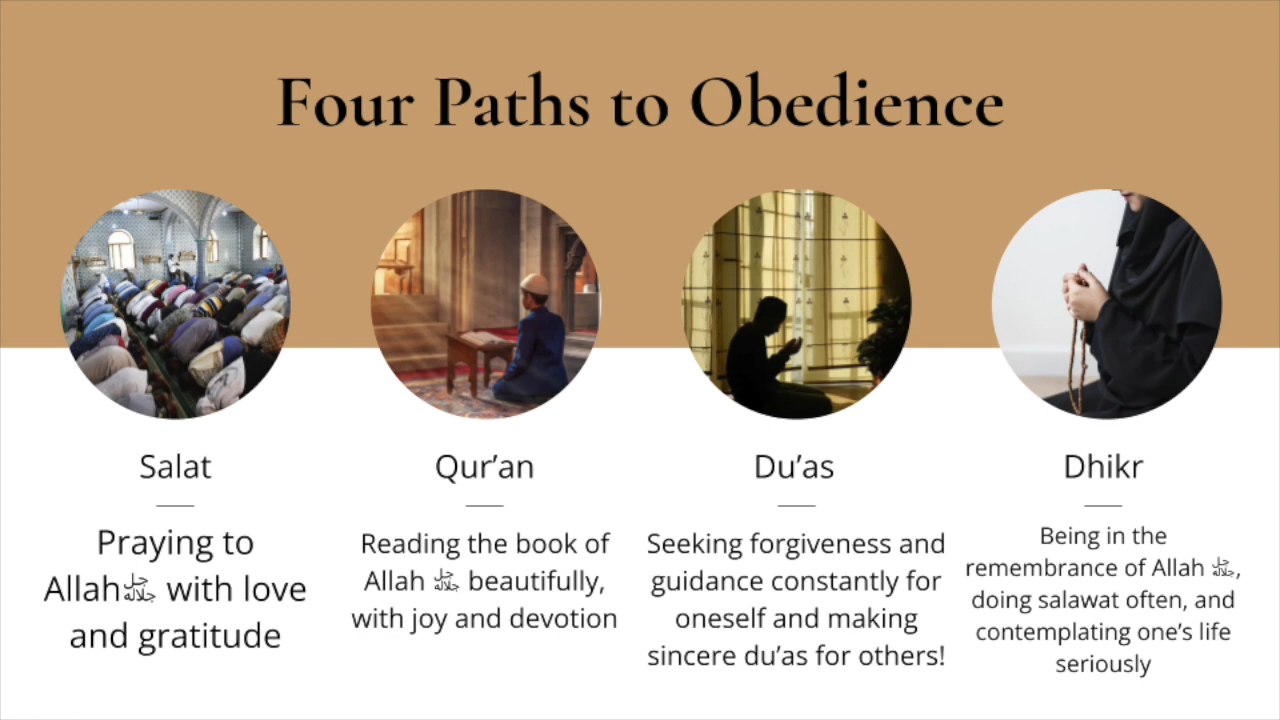 Four Paths to Obedience
Salat
Praying to
Allahﷻ with love
and gratitude
Qur’an
Reading the book of
Allah ﷻ beautifully,
with joy and devotion
Du’as
Seeking forgiveness and
guidance constantly for
oneself and making
sincere du’as for others!
Dhikr
Being in the
remembrance of Allah ﷻ,
doing salawat often, and
contemplating one’s life
seriously